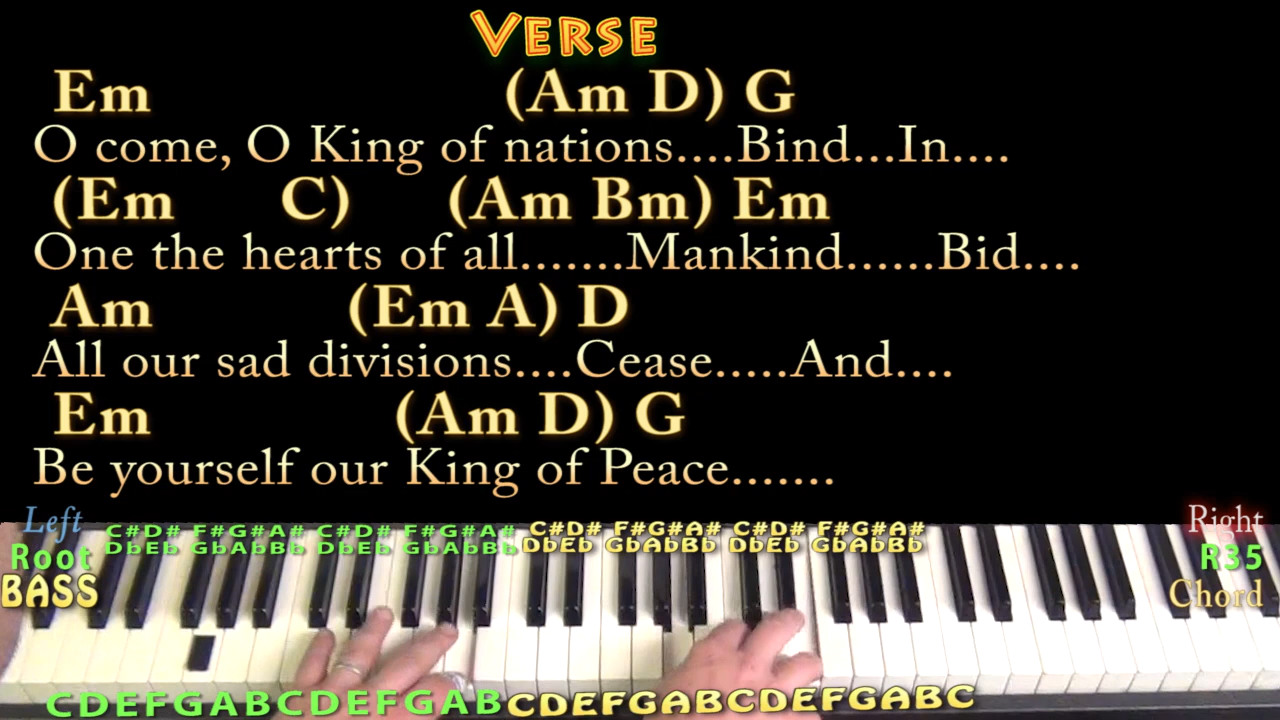 VERSE
Em (Am D) G
O come, O King of nations....Bind...In....
(Em C) (Am Bm) Em
One the hearts of all.......Mankind......Bid....
Am (Em A) D
All our sad divisions....Cease.....And....
Em (Am D) G
Be yourself our King of Peace.......
Left
Root
BASS
C#D# F#G#A# C#D# F#G#A# C#D# F#G#A# C#D# F#G#A#
DbEb GbAbBb DbEb GbAbBb DbEb GbAbBb DbEb GbAbBb
Right
R35
Chord
CDEFGABCDEFGABCDEFGABCDEFGABC